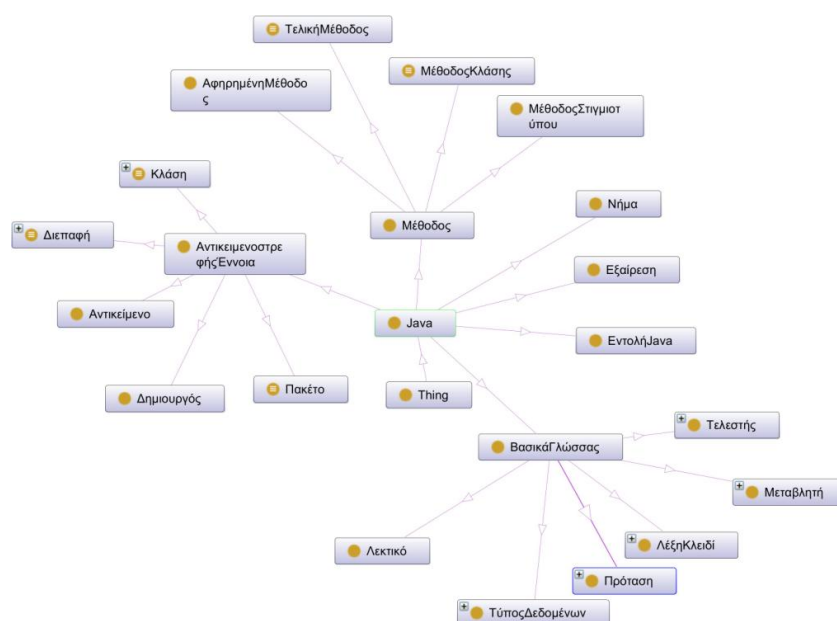 ΤελικήΜέθοδος
ΜέθοδοςΚλάσης
ΑφηρημένηΜέθοδο
ς
ΜέθοδοςΣτιγμιοτ
ύπου
Κλάση
Νήμα
Διεπαφή
Αντικειμενοστρε
φήςΈννοια
Μέθοδος
Εξαίρεση
Αντικείμενο
Java
ΕντολήJava
Δημιουργός
Πακέτο
Thing
Τελεστής
ΒασικάΓλώσσας
Μεταβλητή
Λεκτικό
ΛέξηΚλειδί
Πρόταση
ΤύποςΔεδομένων